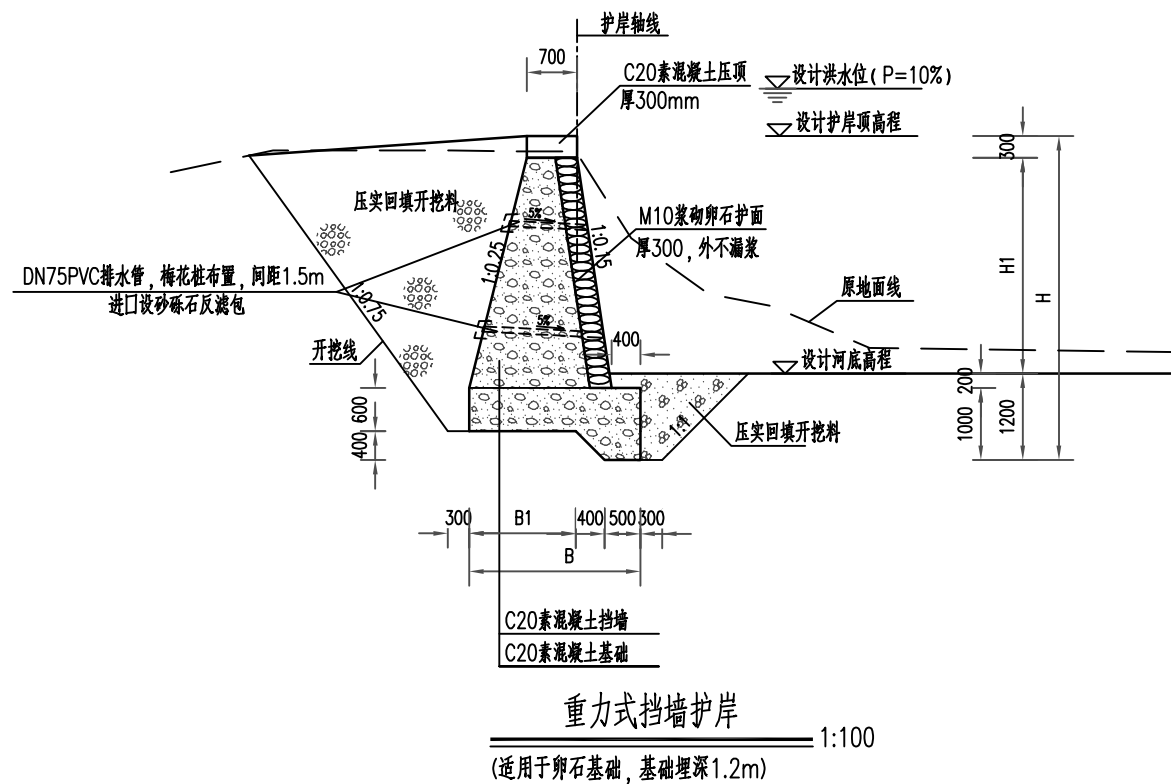 护岸轴线
700
C20素混凝土压顶
厚300mm
设计洪水位(P=10%)
设计护岸顶高程
300
压实回填开挖料
5%
M10浆砌卵石护面
厚300,外不漏浆
1:0.25
1:0.15
H1
H
DN75PVC排水管,梅花桩布置,间距1.5m
进口设砂砾石反滤包
1:0.75
原地面线
5%
400
开挖线
设计河底高程
200
600
1000
1200
400
1:1
压实回填开挖料
300
B1
400
500
300
B
C20素混凝土挡墙
C20素混凝土基础
重力式挡墙护岸
1:100
(适用于卵石基础,基础埋深1.2m)